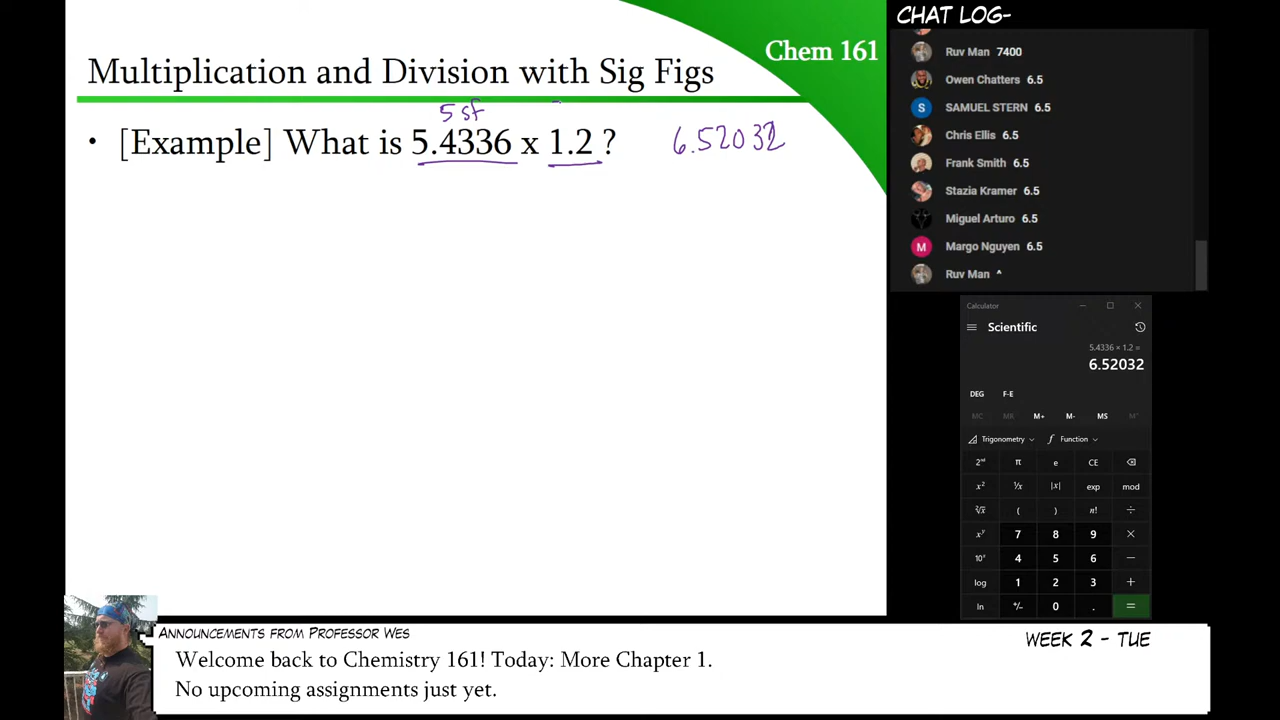 Chem 161
Multiplication and Division with Sig Figs
5 sf
• [Example] What is 5.4336 x 1.2 ? 6.52032
CHAT LOG-
Ruv Man 7400
Owen Chatters 6.5
S SAMUEL STERN 6.5
Chris Ellis 6.5
Frank Smith 6.5
Stazia Kramer 6.5
Miguel Arturo 6.5
M Margo Nguyen 6.5
Ruv Man ^
Calculator
Scientific
5.4336 × 1.2 =
6.52032
DEG F-E
MC MR M+ M- MS M˅
Trigonometry Function
2ⁿᵈ π e CE
x² ¹/x |x| exp mod
²√x ( ) n! ÷
xʸ 7 8 9 ×
10ˣ 4 5 6 −
log 1 2 3 +
ln +/− 0 . =
ANNOUNCEMENTS FROM PROFESSOR WES
WEEK 2 - TUE
Welcome back to Chemistry 161! Today: More Chapter 1.
No upcoming assignments just yet.